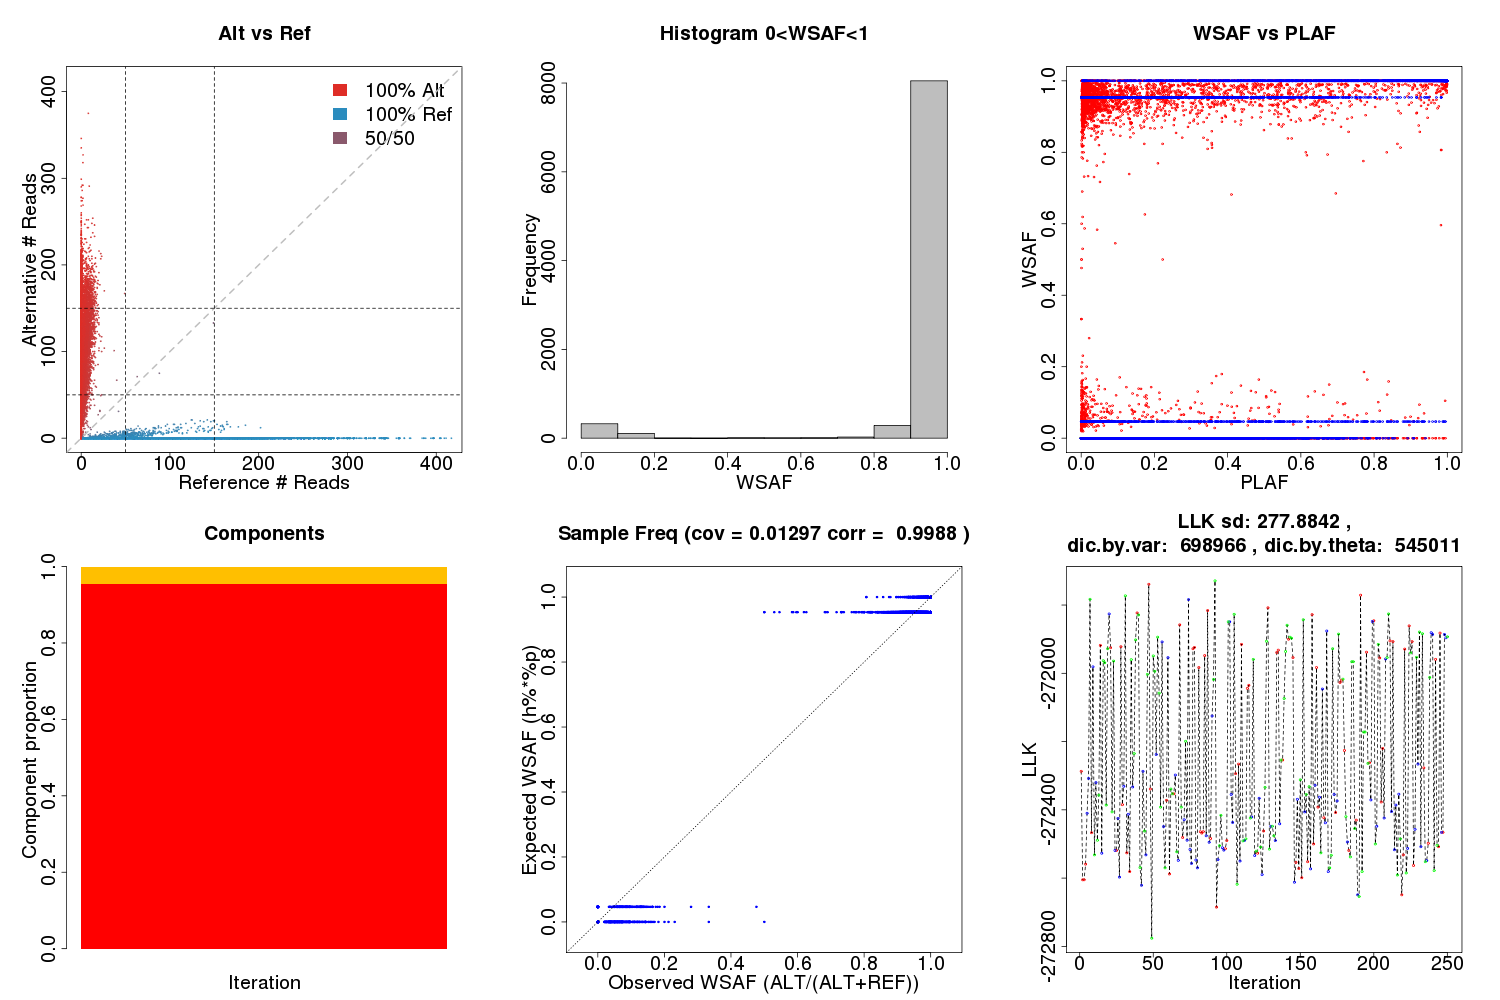 Alt vs Ref
400
300
200
100
0
Alternative # Reads
100% Alt
100% Ref
50/50
0 100 200 300 400
Reference # Reads
Histogram 0<WSAF<1
8000
6000
4000
2000
0
Frequency
0.0 0.2 0.4 0.6 0.8 1.0
WSAF
WSAF vs PLAF
1.0
0.8
0.6
0.4
0.2
0.0
WSAF
0.0 0.2 0.4 0.6 0.8 1.0
PLAF
Components
1.0
0.8
0.6
0.4
0.2
0.0
Component proportion
Iteration
Sample Freq (cov = 0.01297 corr = 0.9988 )
1.0
0.8
0.6
0.4
0.2
0.0
Expected WSAF (h%*%p)
0.0 0.2 0.4 0.6 0.8 1.0
Observed WSAF (ALT/(ALT+REF))
LLK sd: 277.8842 ,
dic.by.var: 698966 , dic.by.theta: 545011
-272000
-272400
-272800
LLK
0 50 100 150 200 250
Iteration